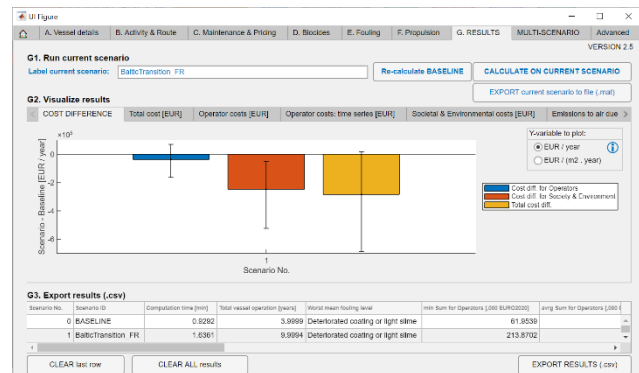 UI Figure
A. Vessel details B. Activity & Route C. Maintenance & Pricing D. Biocides E. Fouling F. Propulsion G. RESULTS MULTI-SCENARIO Advanced
VERSION 2.5
G1. Run current scenario
Label current scenario: BalticTransition FR Re-calculate BASELINE CALCULATE ON CURRENT SCENARIO
EXPORT current scenario to file (.mat)
G2. Visualize results
COST DIFFERENCE Total cost [EUR] Operator costs [EUR] Operator costs: time series [EUR] Societal & Environmental costs [EUR] Emissions to air due
×10⁵
Y-variable to plot:
EUR / year
EUR / (m2 . year)
0
-2
-4
-6
Scenario - Baseline [EUR / year]
Cost diff. for Operators
Cost diff. for Society & Environment
Total cost diff.
1
Scenario No.
G3. Export results (.csv)
Scenario No. Scenario ID Computation time [min] Total vessel operation [years] Worst mean fouling level min Sum for Operators [,000 EURO2020] avrg Sum for Operators [,000
0 BASELINE 0.9282 3.9999 Deteriorated coating or light slime 61.9539
1 BalticTransition FR 1.6361 9.9994 Deteriorated coating or light slime 213.8702
CLEAR last row CLEAR ALL results EXPORT RESULTS (.csv)